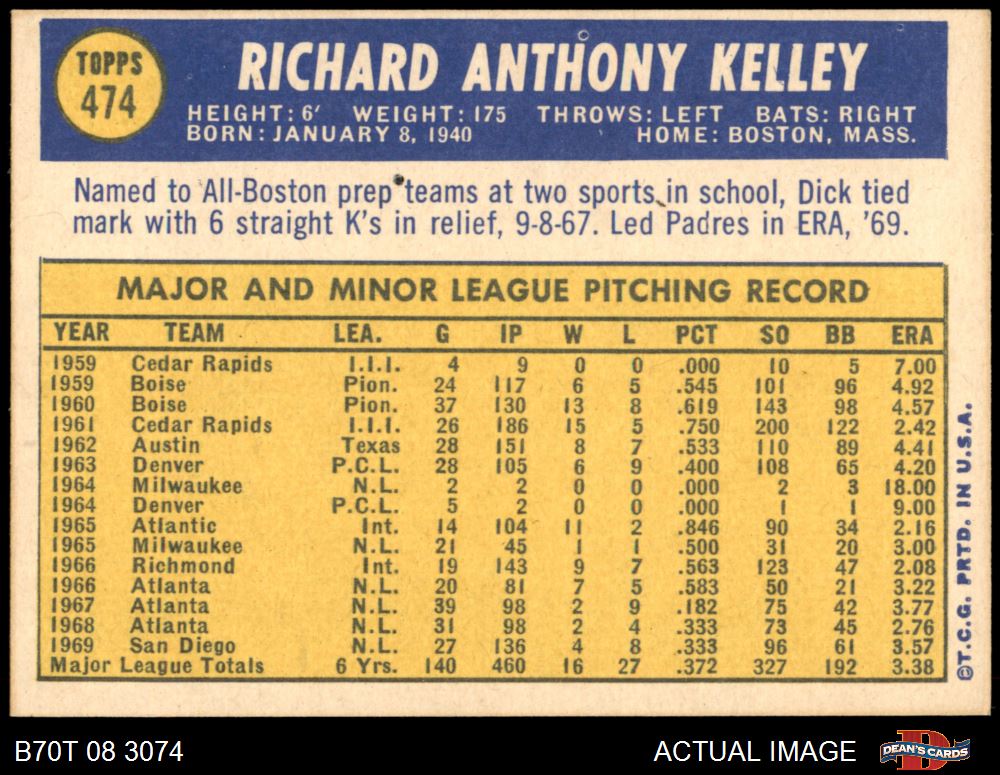 TOPPS
474
RICHARD ANTHONY KELLEY
HEIGHT: 6' WEIGHT: 175 THROWS: LEFT BATS: RIGHT
BORN: JANUARY 8, 1940 HOME: BOSTON, MASS.
Named to All-Boston prep teams at two sports in school, Dick tied
mark with 6 straight K's in relief, 9-8-67. Led Padres in ERA, '69.
MAJOR AND MINOR LEAGUE PITCHING RECORD
YEAR TEAM LEA. G IP W L PCT SO BB ERA
1959 Cedar Rapids I.I.I. 4 9 0 0 .000 10 5 7.00
1959 Boise Pion. 24 117 6 5 .545 101 96 4.92
1960 Boise Pion. 37 130 13 8 .619 143 98 4.57
1961 Cedar Rapids I.I.I. 26 186 15 5 .750 200 122 2.42
1962 Austin Texas 28 151 8 7 .533 110 89 4.41
1963 Denver P.C.L. 28 105 6 9 .400 108 65 4.20
1964 Milwaukee N.L. 2 2 0 0 .000 2 3 18.00
1964 Denver P.C.L. 5 2 0 0 .000 1 1 9.00
1965 Atlantic Int. 14 104 11 2 .846 90 34 2.16
1965 Milwaukee N.L. 21 45 1 1 .500 31 20 3.00
1966 Richmond Int. 19 143 9 7 .563 123 47 2.08
1966 Atlanta N.L. 20 81 7 5 .583 50 21 3.22
1967 Atlanta N.L. 39 98 2 9 .182 75 42 3.77
1968 Atlanta N.L. 31 98 2 4 .333 73 45 2.76
1969 San Diego N.L. 27 136 4 8 .333 96 61 3.57
Major League Totals 6 Yrs. 140 460 16 27 .372 327 192 3.38
©T.C.G. PRTD. IN U.S.A.
B70T 08 3074 ACTUAL IMAGE
D
DEAN'S CARDS